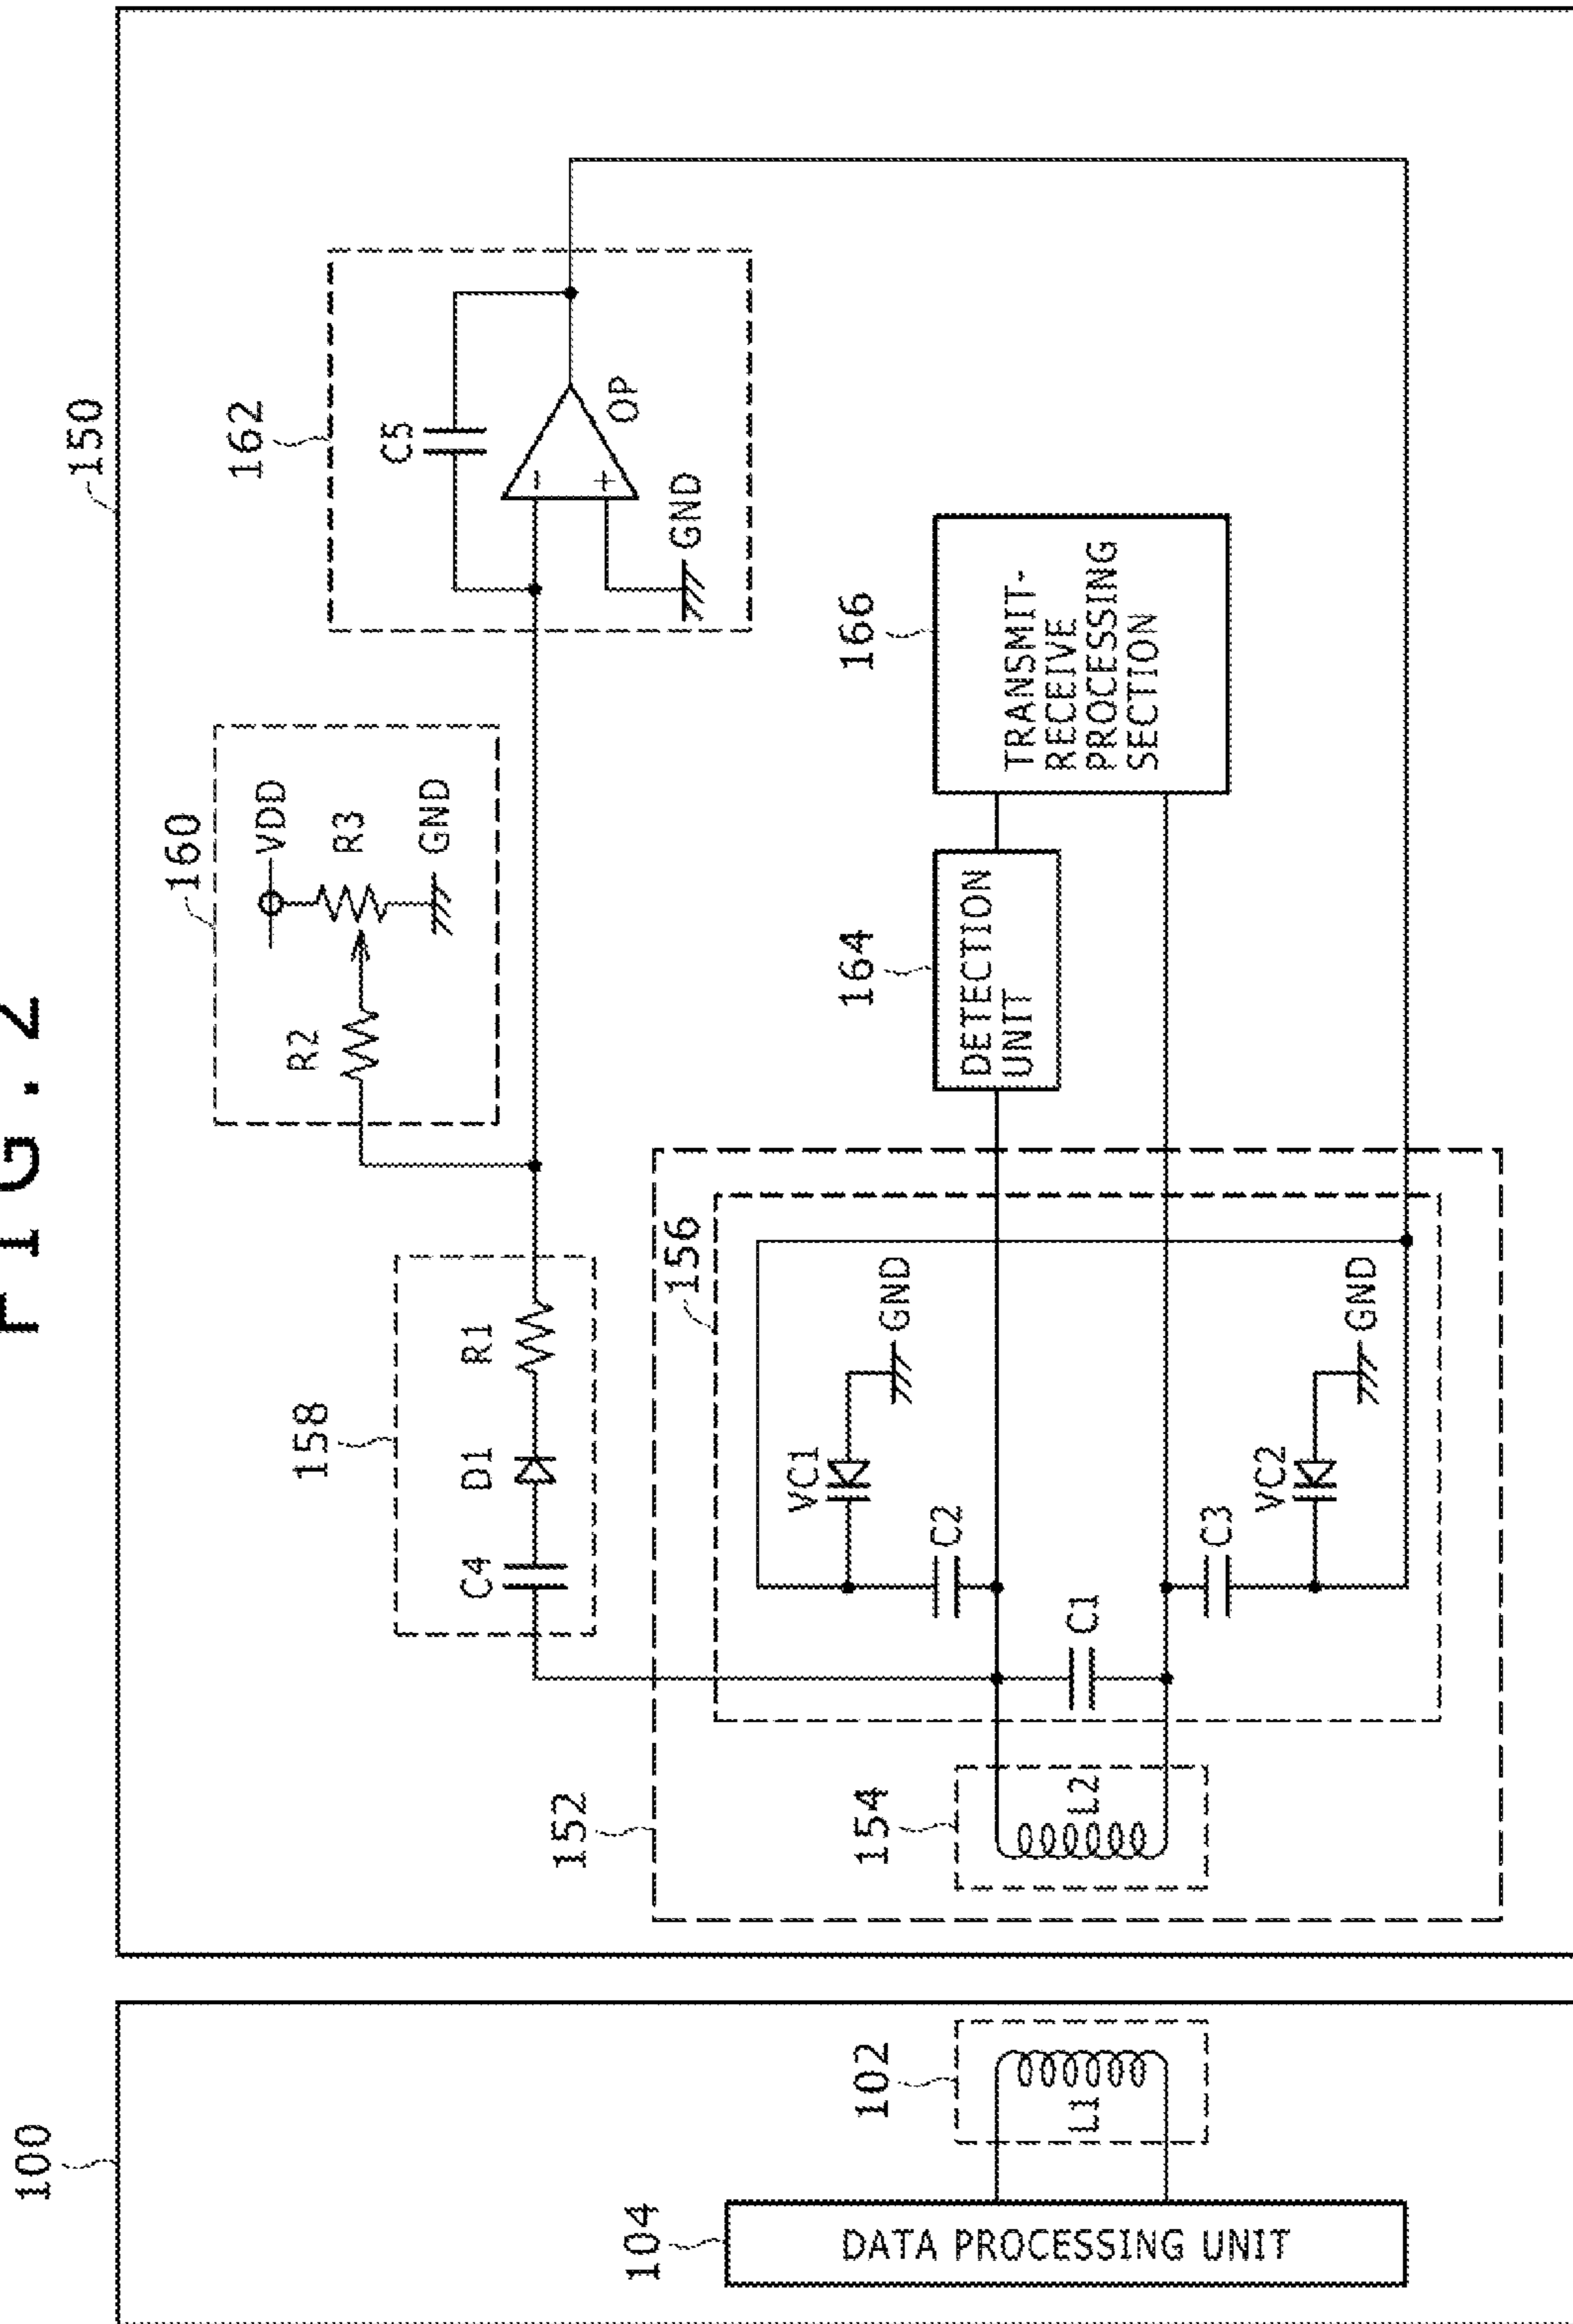 FIG. 2
100
104
DATA PROCESSING UNIT
102
L1
150
152
154
L2
156
C1
C2
VC1
GND
C3
VC2
GND
158
C4
D1
R1
160
R2
VDD
R3
GND
162
C5
-
+
OP
GND
164
DETECTION
UNIT
166
TRANSMIT-
RECEIVE
PROCESSING
SECTION